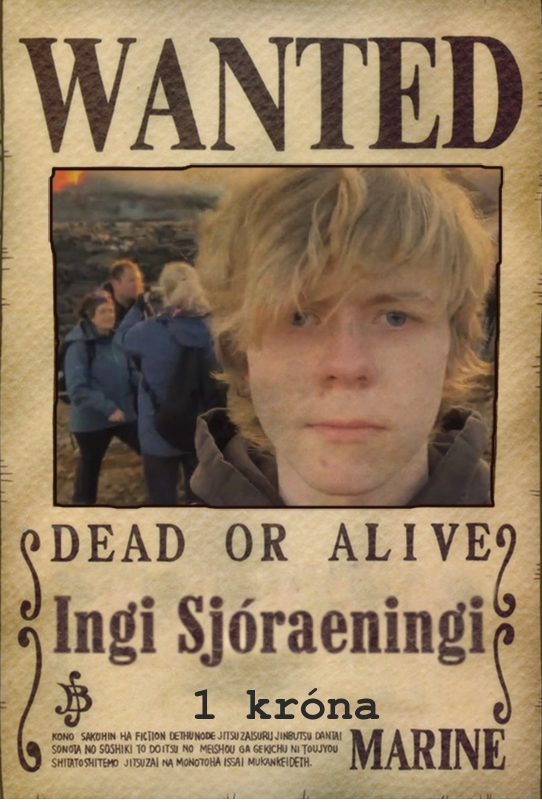 WANTED
DEAD OR ALIVE
Ingi Sjóraeningi
1 króna
KONO SAKUHIN HA FICTION DETHUNODE JITSUZAISURU JINBUTSU DANTAI
SONOTA NO SOSHIKI TO DOITSU NO MEISHOU GA GEKICHU NI TOUJYOU
SHITATOSHITEMO JITSUZAI NA MONOTOHA ISSAI MUKANKEIDETH.
MARINE